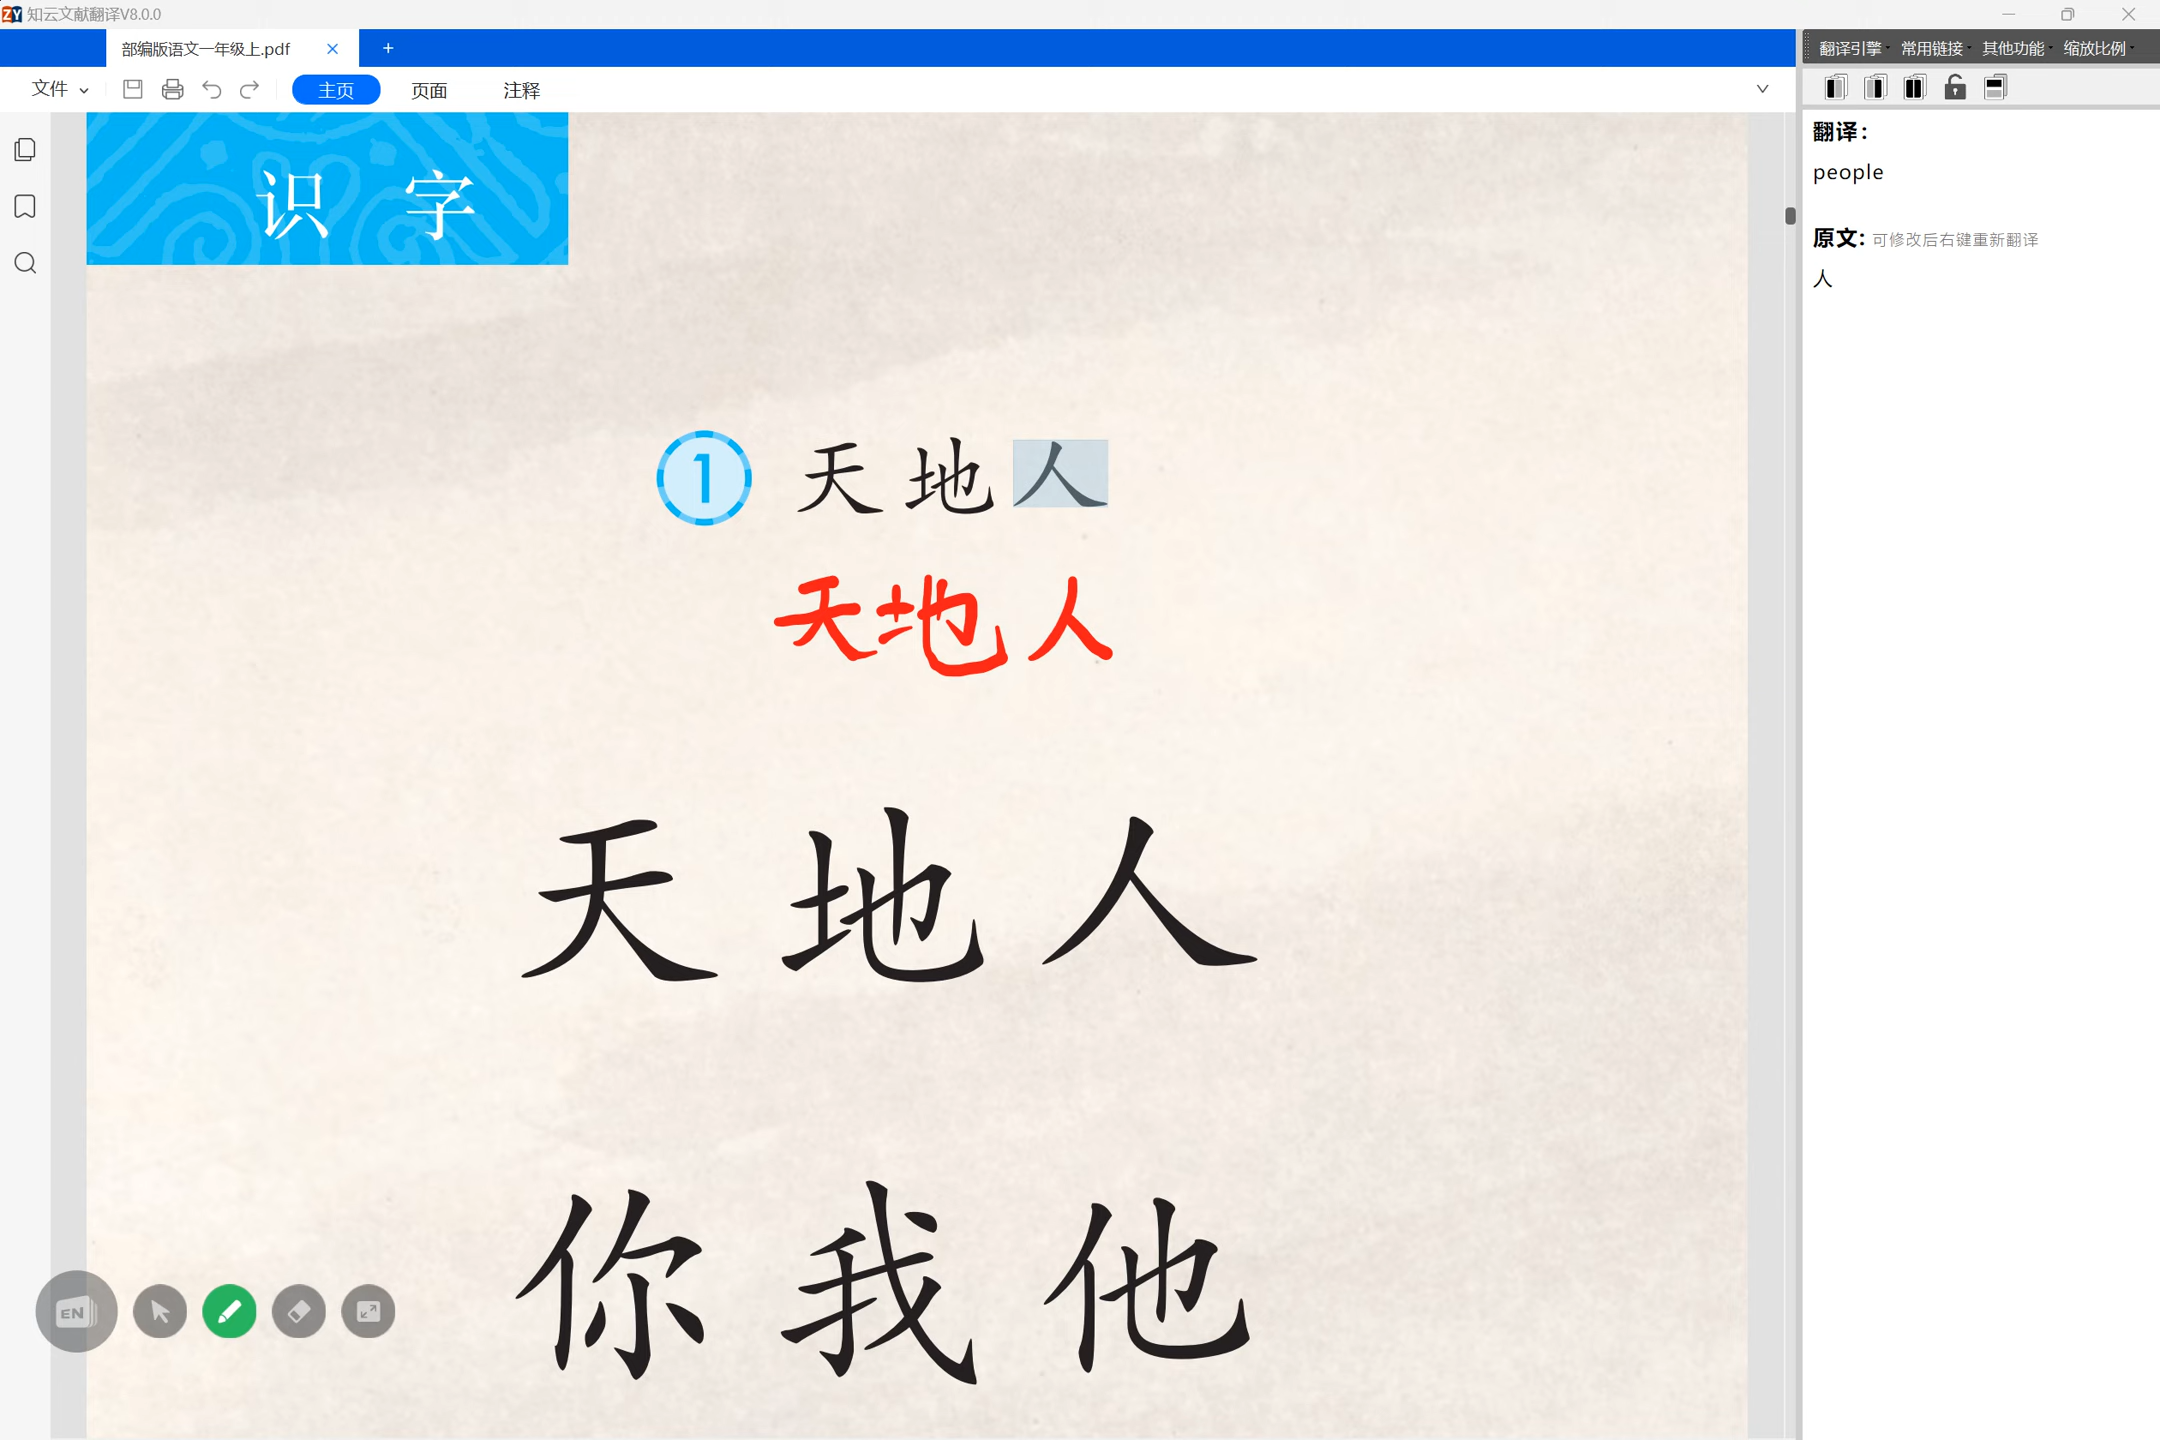 知云文献翻译V8.0.0
部编版语文一年级上.pdf
翻译引擎 常用链接 其他功能 缩放比例
文件 主页 页面 注释
翻译：
people
原文: 可修改后右键重新翻译
人
识 字
1 天地人
天地人
天 地 人
你 我 他
EN